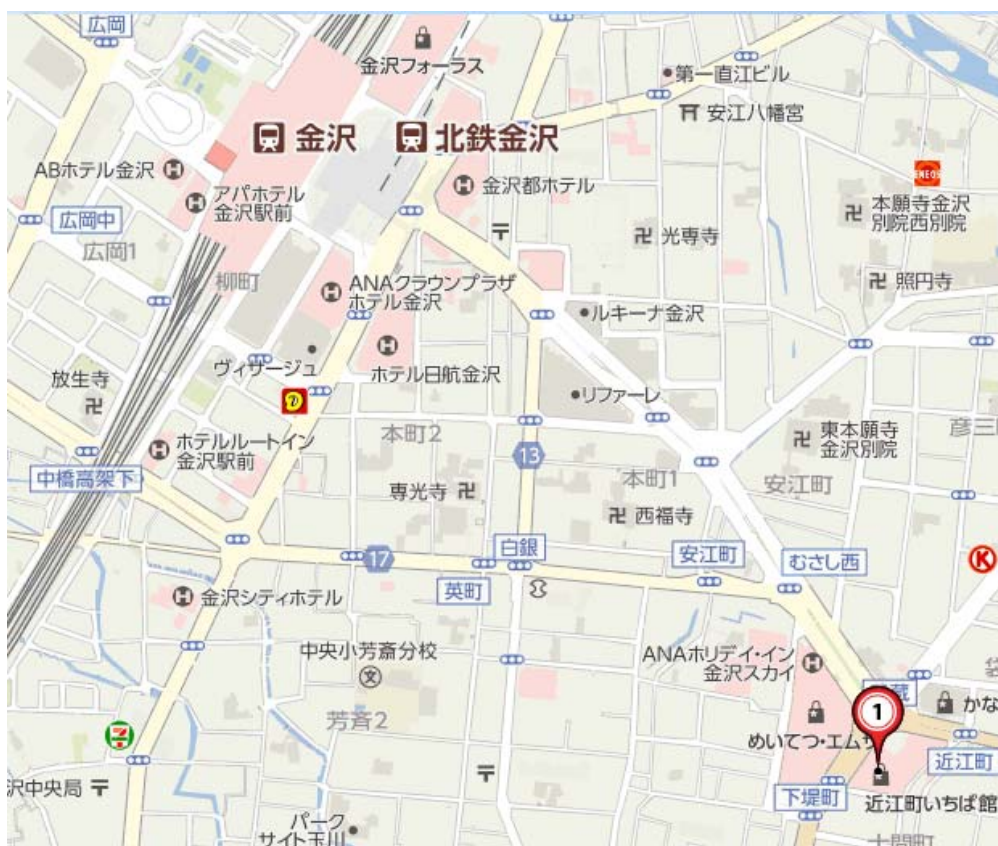 広岡
金沢フォーラス
第一直江ビル
安江八幡宮
金沢
北鉄金沢
ABホテル金沢
アパホテル
金沢駅前
金沢都ホテル
ENEOS
本願寺金沢
別院西別院
広岡中
広岡1
光専寺
柳町
ANAクラウンプラザ
ホテル金沢
照円寺
ルキーナ金沢
ヴィサージュ
ホテル日航金沢
放生寺
リファーレ
本町2
東本願寺
金沢別院
彦三
ホテルルートイン
金沢駅前
中橋高架下
13
本町1
安江町
専光寺
西福寺
白銀
17
安江町
むさし西
K
英町
金沢シティホテル
中央小芳斎分校
文
ANAホリデイ・イン
金沢スカイ
芳斉2
蔵
1
かな
7
めいてつ・エムザ
近江町
沢中央局
下堤町
近江町いちば館
パーク
サイト玉川
十間町